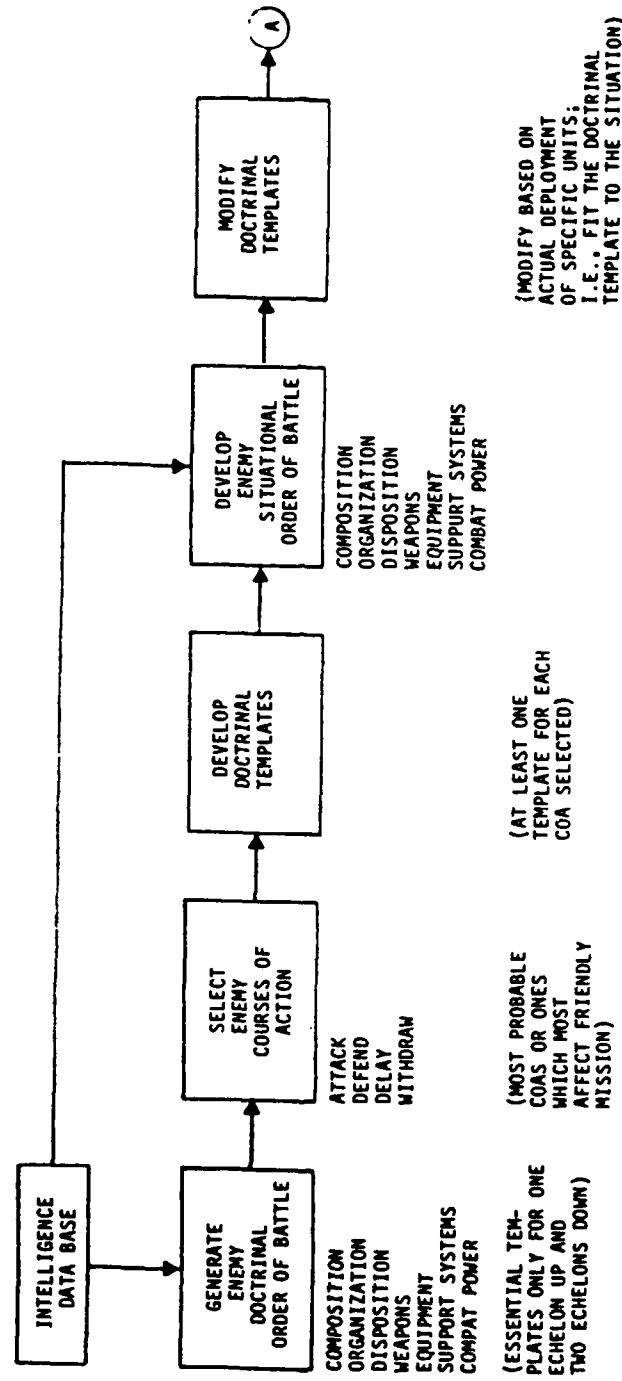 INTELLIGENCE
DATA BASE
GENERATE
ENEMY
DOCTRINAL
ORDER OF BATTLE
COMPOSITION
ORGANIZATION
DISPOSITION
WEAPONS
EQUIPMENT
SUPPORT SYSTEMS
COMPAT POWER
(ESSENTIAL TEM-
PLATES ONLY FOR ONE
ECHELON UP AND
TWO ECHELONS DOWN)
SELECT
ENEMY
COURSES OF
ACTION
ATTACK
DEFEND
DELAY
WITHDRAW
(MOST PROBABLE
COAS OR ONES
WHICH MOST
AFFECT FRIENDLY
MISSION)
DEVELOP
DOCTRINAL
TEMPLATES
(AT LEAST ONE
TEMPLATE FOR EACH
COA SELECTED)
DEVELOP
ENEMY
SITUATIONAL
ORDER OF BATTLE
COMPOSITION
ORGANIZATION
DISPOSITION
WEAPONS
EQUIPMENT
SUPPURT SYSTEMS
COMBAT POWER
MODIFY
DOCTRINAL
TEMPLATES
(MODIFY BASED ON
ACTUAL DEPLOYMENT
OF SPECIFIC UNITS;
I.E., FIT THE DOCTRINAL
TEMPLATE TO THE SITUATION)
A